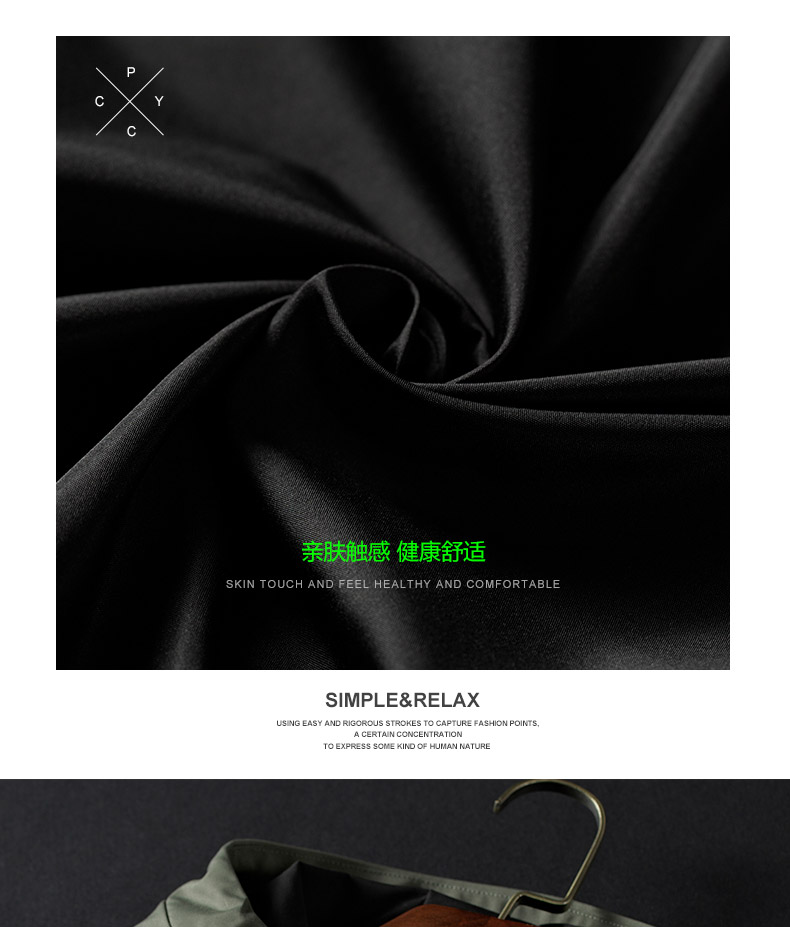 P
C Y
C
亲肤触感 健康舒适
SKIN TOUCH AND FEEL HEALTHY AND COMFORTABLE
SIMPLE&RELAX
USING EASY AND RIGOROUS STROKES TO CAPTURE FASHION POINTS,
A CERTAIN CONCENTRATION
TO EXPRESS SOME KIND OF HUMAN NATURE